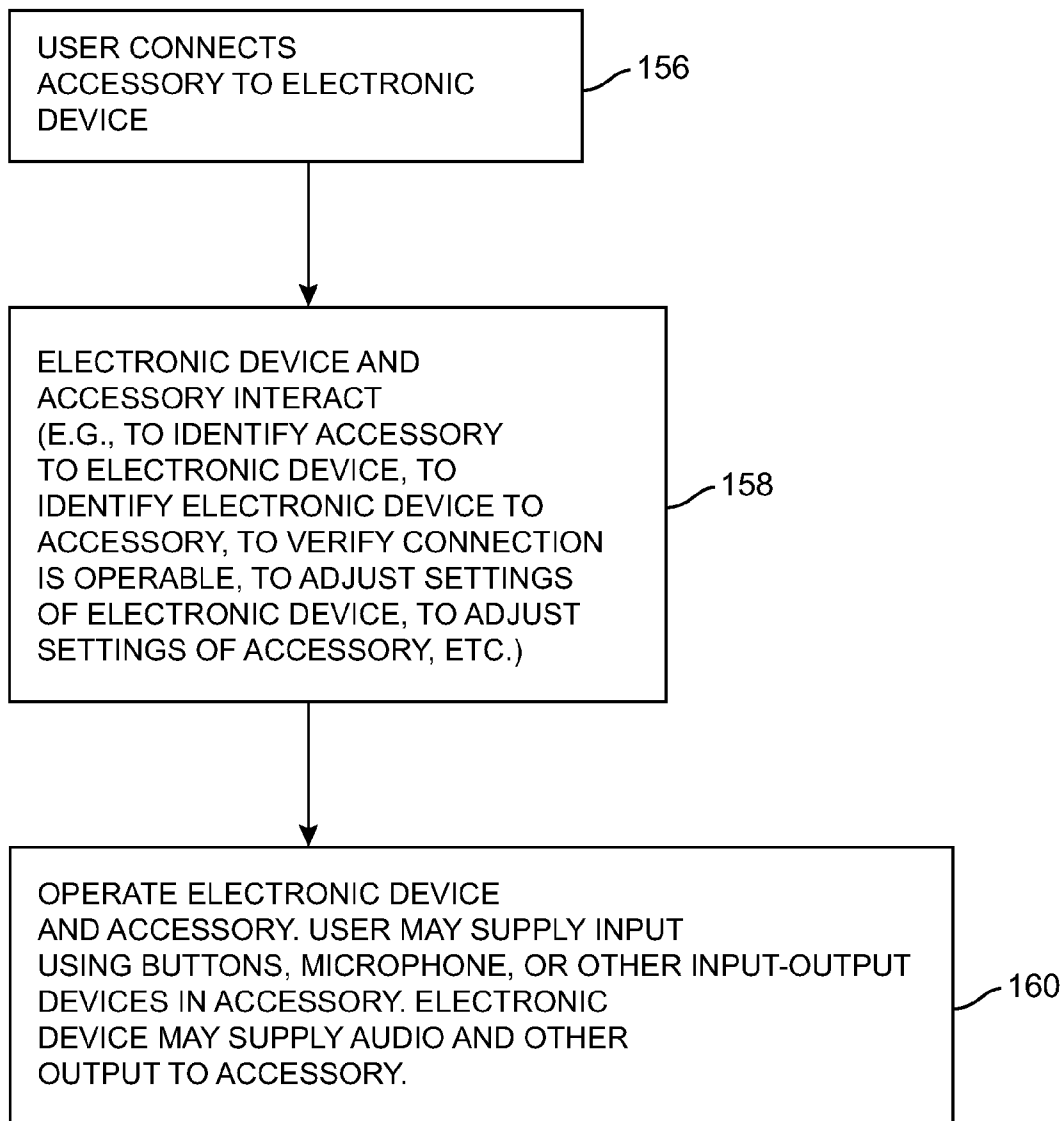 USER CONNECTS
ACCESSORY TO ELECTRONIC
DEVICE
156
ELECTRONIC DEVICE AND
ACCESSORY INTERACT
(E.G., TO IDENTIFY ACCESSORY
TO ELECTRONIC DEVICE, TO
IDENTIFY ELECTRONIC DEVICE TO
ACCESSORY, TO VERIFY CONNECTION
IS OPERABLE, TO ADJUST SETTINGS
OF ELECTRONIC DEVICE, TO ADJUST
SETTINGS OF ACCESSORY, ETC.)
158
OPERATE ELECTRONIC DEVICE
AND ACCESSORY. USER MAY SUPPLY INPUT
USING BUTTONS, MICROPHONE, OR OTHER INPUT-OUTPUT
DEVICES IN ACCESSORY. ELECTRONIC
DEVICE MAY SUPPLY AUDIO AND OTHER
OUTPUT TO ACCESSORY.
160